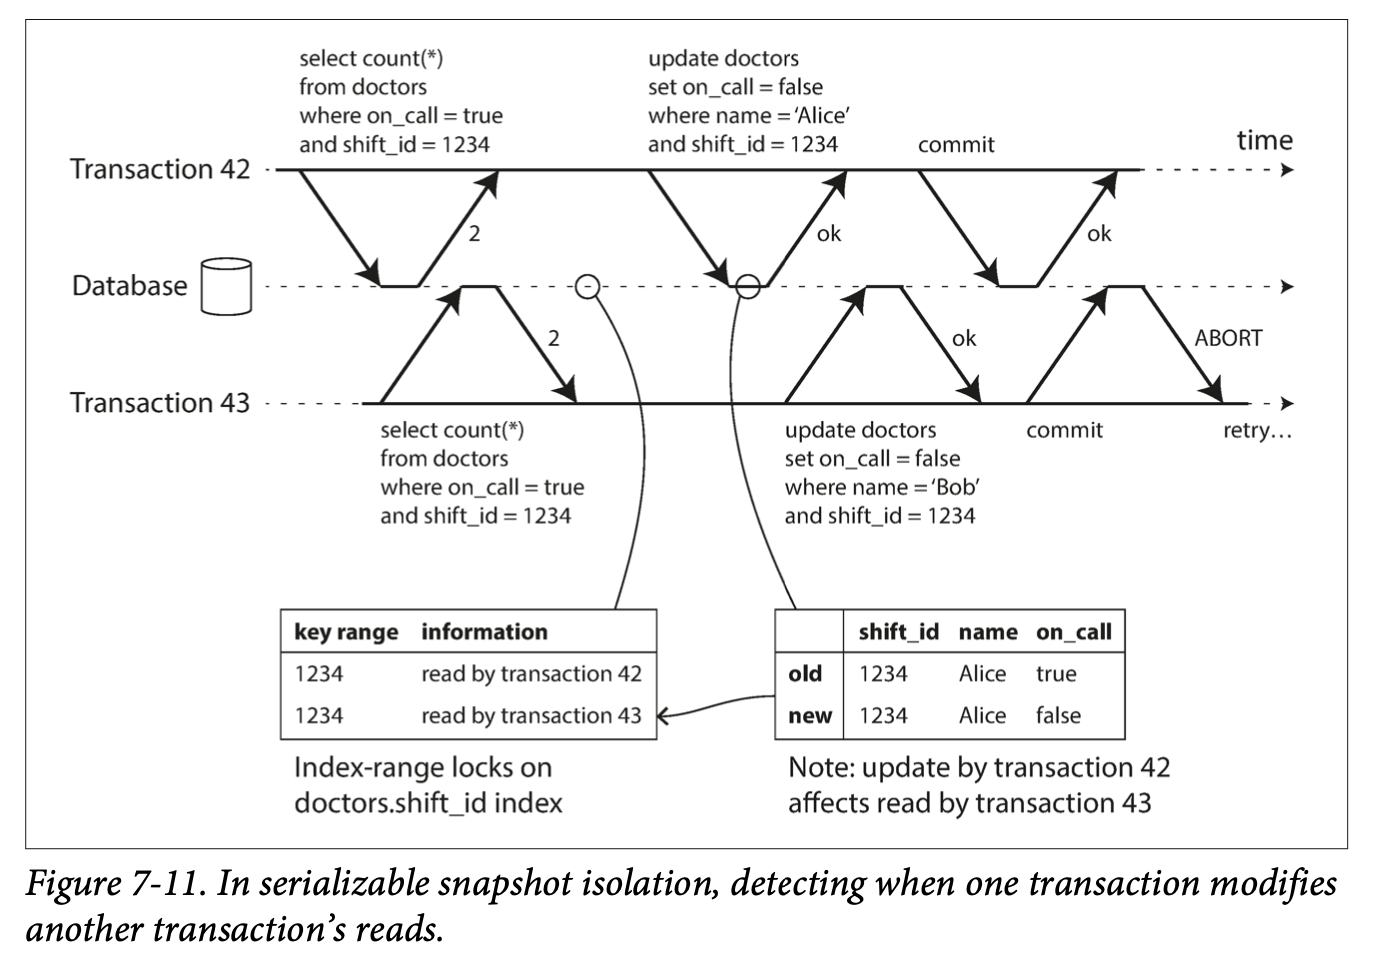 select count(*)
from doctors
where on_call = true
and shift_id = 1234
update doctors
set on_call = false
where name = ‘Alice’
and shift_id = 1234
commit
time
Transaction 42
2
ok
ok
Database
2
ok
ABORT
Transaction 43
select count(*)
from doctors
where on_call = true
and shift_id = 1234
update doctors
set on_call = false
where name = ‘Bob’
and shift_id = 1234
commit
retry…
key range information
1234 read by transaction 42
1234 read by transaction 43
Index-range locks on
doctors.shift_id index
shift_id name on_call
old 1234 Alice true
new 1234 Alice false
Note: update by transaction 42
affects read by transaction 43
Figure 7-11. In serializable snapshot isolation, detecting when one transaction modifies
another transaction’s reads.